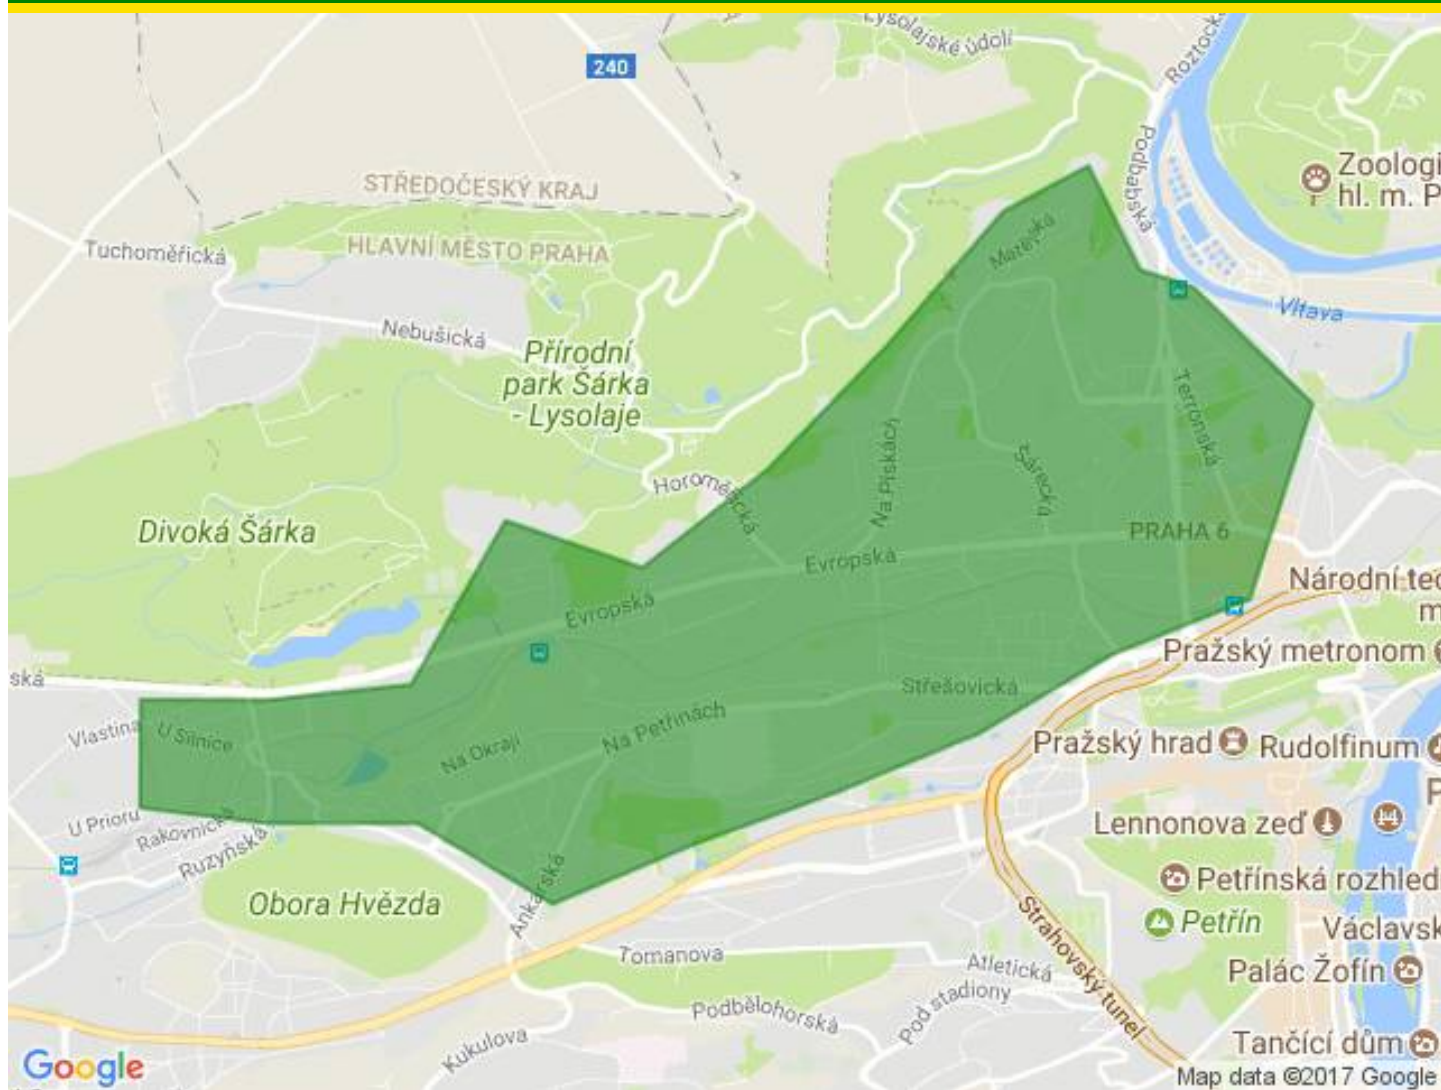 Lysolajské údolí
Roztocká
240
Podbabská
Zoologi
hl. m. P
STŘEDOČESKÝ KRAJ
Tuchoměřická
HLAVNÍ MĚSTO PRAHA
Matejská
Vltava
Nebušická
Přírodní
park Šárka
- Lysolaje
Terronská
Na Pískách
Šárecká
Horoměřická
Divoká Šárka
PRAHA 6
Evropská
Národní tec
m
Evropská
Pražský metronom
ská
Střešovická
Vlastina
U Silnice
Na Petřinách
Na Okraji
Pražský hrad
Rudolfinum
P
U Prioru
Rakovnická
Lennonova zeď
Ruzyňská
Petřínská rozhled
Obora Hvězda
Ankarská
Petřín
Václavsk
Strahovský tunel
Tomanova
Atletická
Palác Žofín
Pod stadiony
Podbělohorská
Kukulova
Tančící dům
Google
Map data ©2017 Google